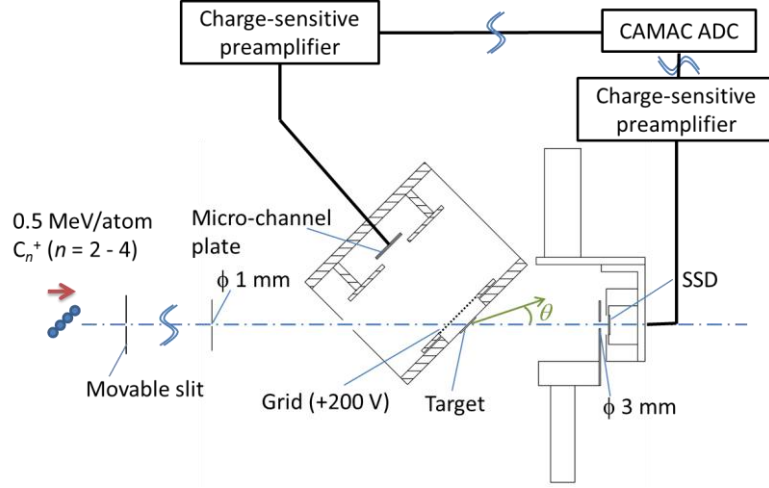 Charge-sensitive
preamplifier
CAMAC ADC
Charge-sensitive
preamplifier
0.5 MeV/atom
Cₙ⁺ (n = 2 - 4)
Micro-channel
plate
ϕ 1 mm
SSD
θ
Movable slit
Grid (+200 V)
Target
ϕ 3 mm